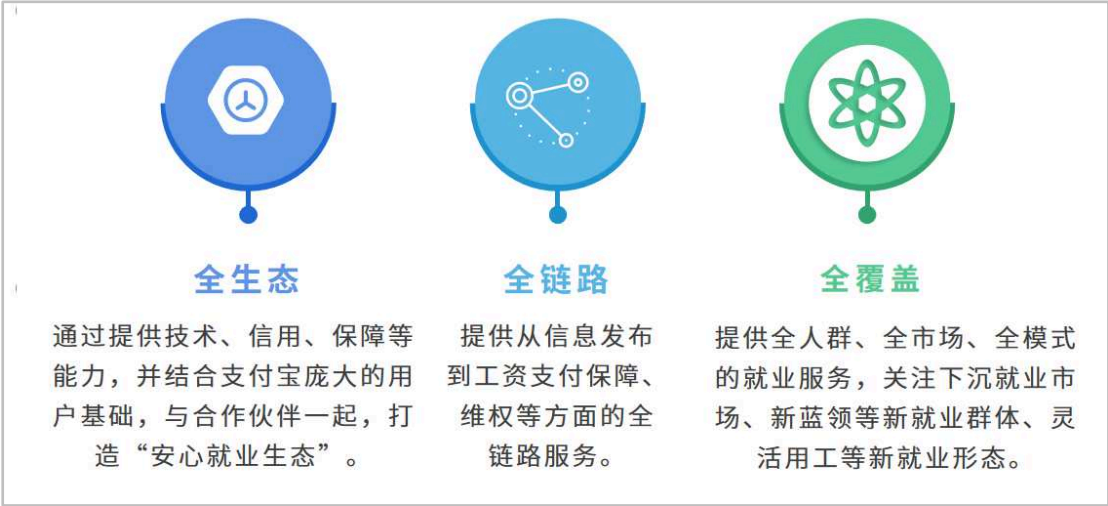 全生态
通过提供技术、信用、保障等
能力，并结合支付宝庞大的用
户基础，与合作伙伴一起，打
造“安心就业生态”。
全链路
提供从信息发布
到工资支付保障、
维权等方面的全
链路服务。
全覆盖
提供全人群、全市场、全模式
的就业服务，关注下沉就业市
场、新蓝领等新就业群体、灵
活用工等新就业形态。